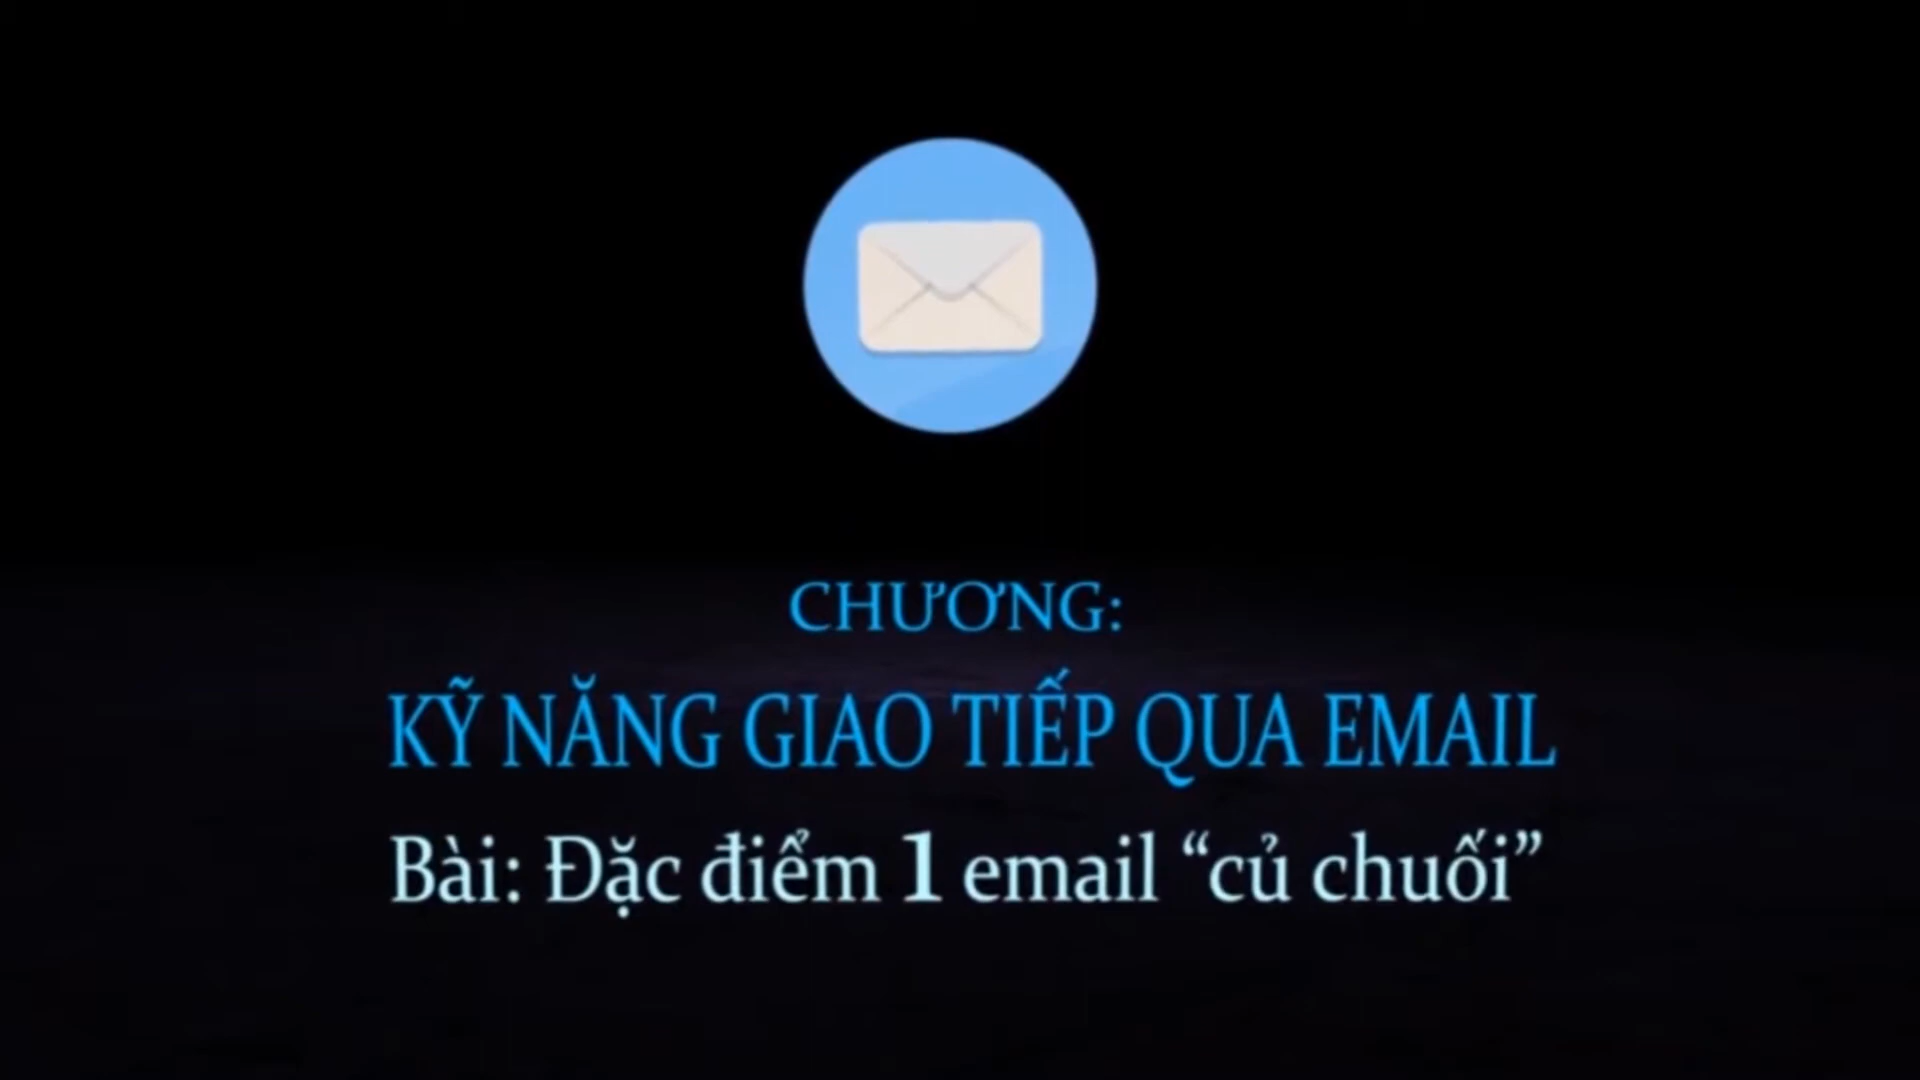 CHƯƠNG:
KỸ NĂNG GIAO TIẾP QUA EMAIL
Bài: Đặc điểm 1 email “củ chuối”